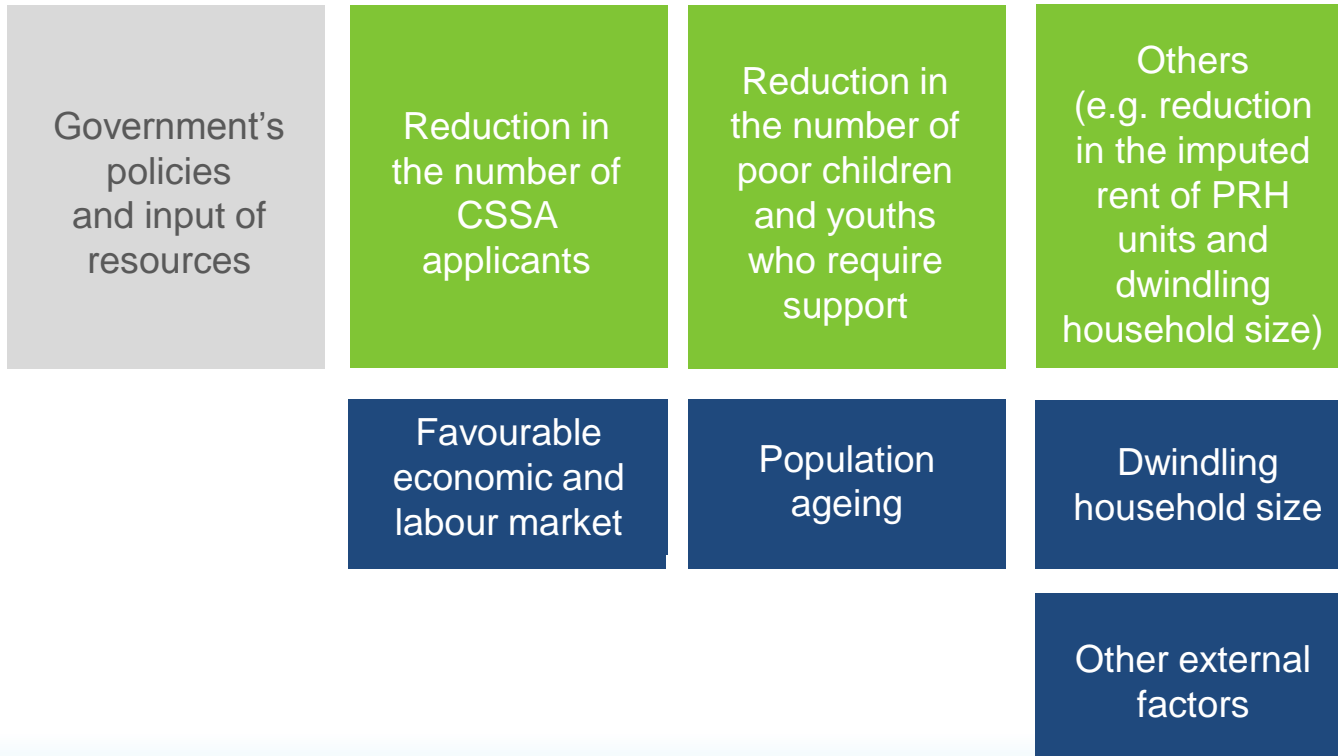 Government’s
policies
and input of
resources
Reduction in
the number of
CSSA
applicants
Reduction in
the number of
poor children
and youths
who require
support
Others
(e.g. reduction
in the imputed
rent of PRH
units and
dwindling
household size)
Favourable
economic and
labour market
Population
ageing
Dwindling
household size
Other external
factors